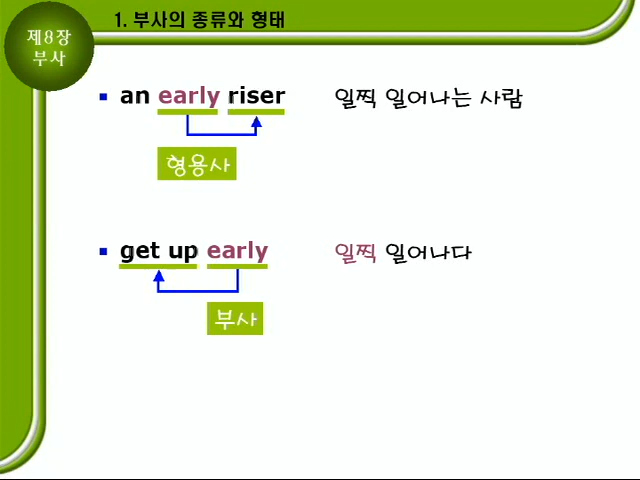 제8장
부사
1. 부사의 종류와 형태
an early riser 일찍 일어나는 사람
형용사
get up early 일찍 일어나다
부사